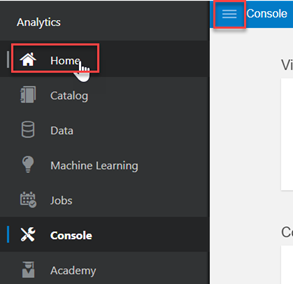 Analytics
Home
Catalog
Data
Machine Learning
Jobs
Console
Academy
Console